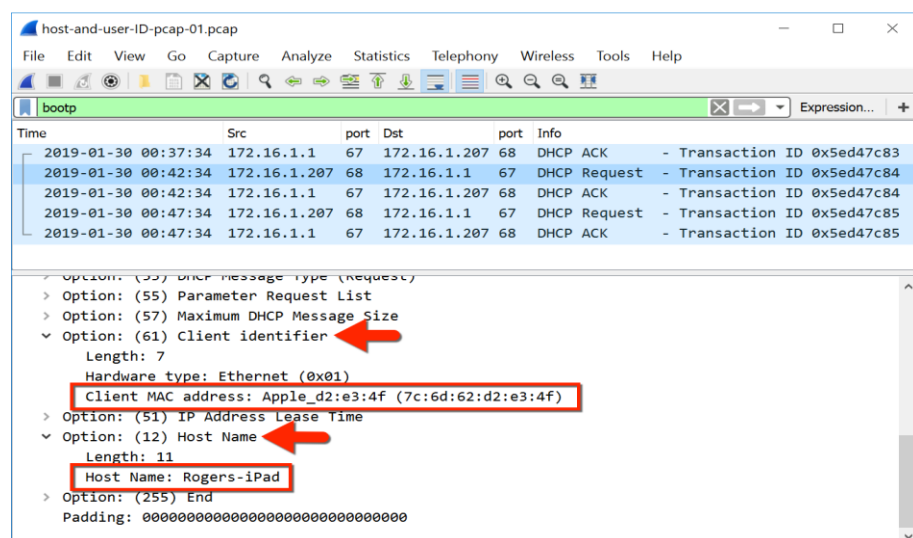 host-and-user-ID-pcap-01.pcap
File Edit View Go Capture Analyze Statistics Telephony Wireless Tools Help
bootp Expression... +
Time Src port Dst port Info
2019-01-30 00:37:34 172.16.1.1 67 172.16.1.207 68 DHCP ACK - Transaction ID 0x5ed47c83
2019-01-30 00:42:34 172.16.1.207 68 172.16.1.1 67 DHCP Request - Transaction ID 0x5ed47c84
2019-01-30 00:42:34 172.16.1.1 67 172.16.1.207 68 DHCP ACK - Transaction ID 0x5ed47c84
2019-01-30 00:47:34 172.16.1.207 68 172.16.1.1 67 DHCP Request - Transaction ID 0x5ed47c85
2019-01-30 00:47:34 172.16.1.1 67 172.16.1.207 68 DHCP ACK - Transaction ID 0x5ed47c85
Option: DHCP Message Type (Request)
Option: (55) Parameter Request List
Option: (57) Maximum DHCP Message Size
Option: (61) Client identifier
Length: 7
Hardware type: Ethernet (0x01)
Client MAC address: Apple_d2:e3:4f (7c:6d:62:d2:e3:4f)
Option: (51) IP Address Lease Time
Option: (12) Host Name
Length: 11
Host Name: Rogers-iPad
Option: (255) End
Padding: 000000000000000000000000000000